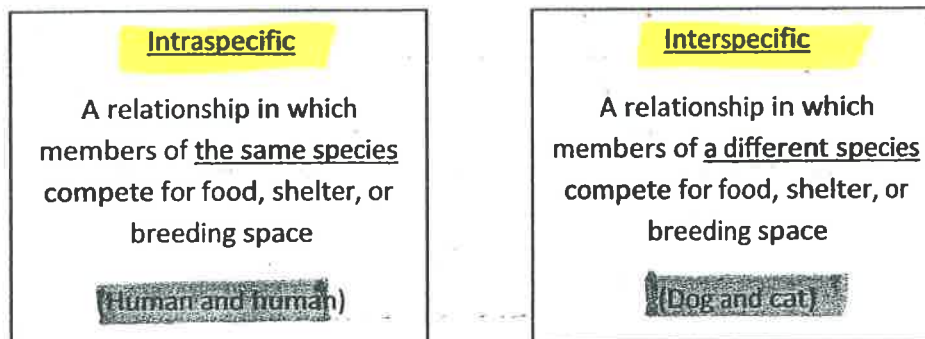 Intraspecific
A relationship in which
members of the same species
compete for food, shelter, or
breeding space
(Human and human)
Interspecific
A relationship in which
members of a different species
compete for food, shelter, or
breeding space
(Dog and cat)